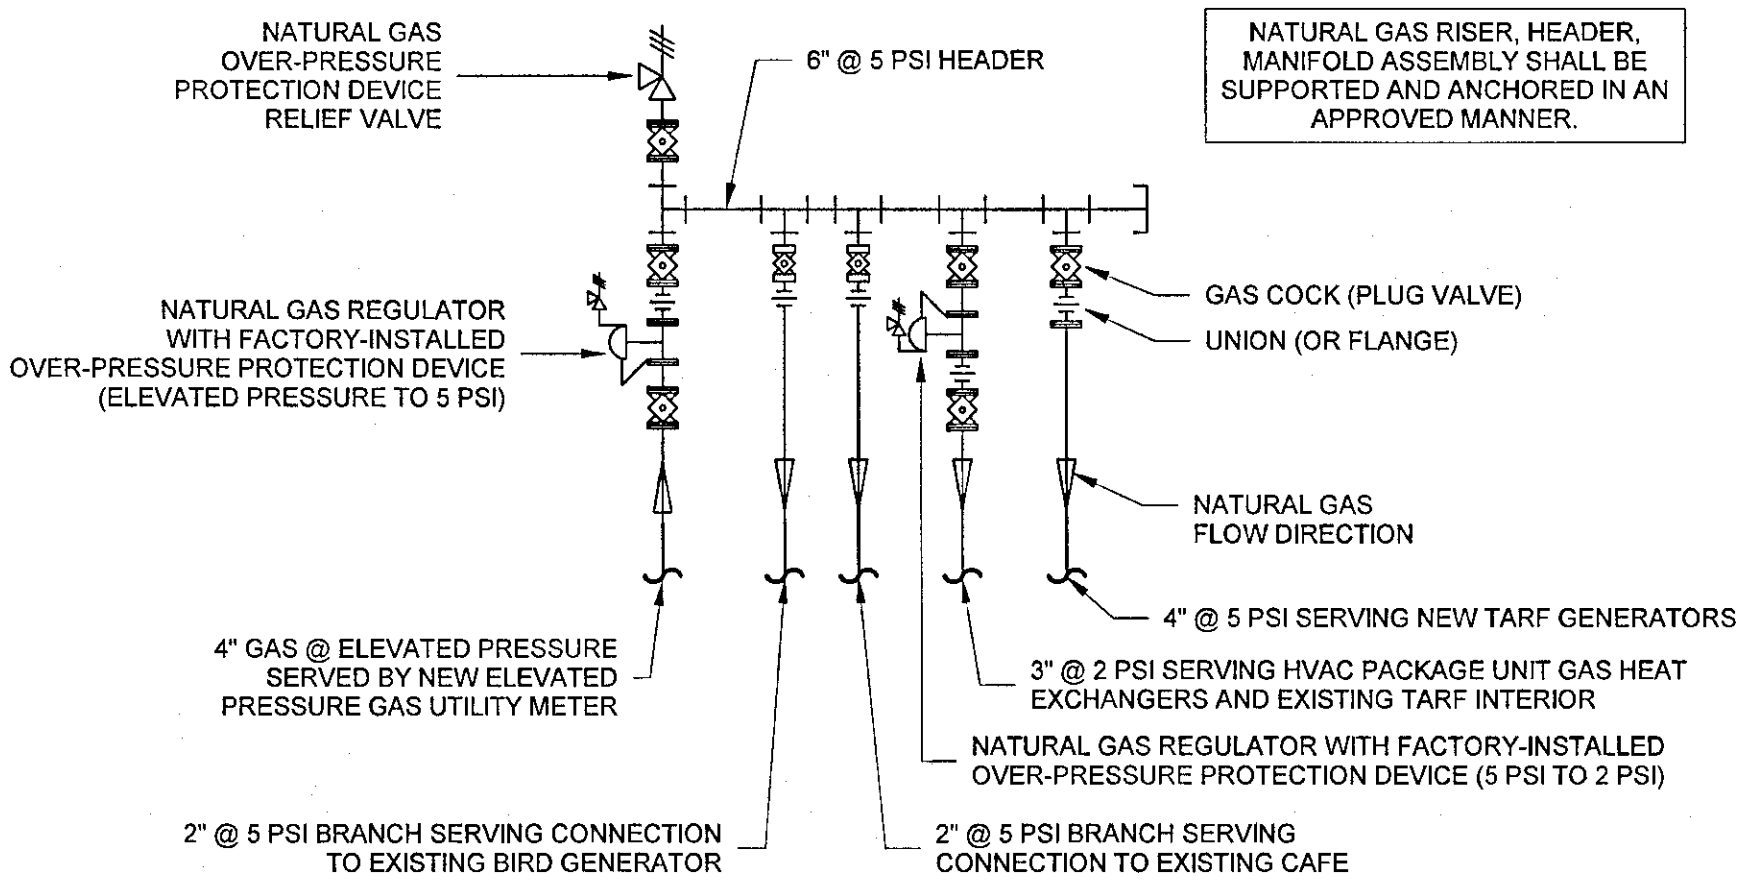 NATURAL GAS
OVER-PRESSURE
PROTECTION DEVICE
RELIEF VALVE
6" @ 5 PSI HEADER
NATURAL GAS RISER, HEADER,
MANIFOLD ASSEMBLY SHALL BE
SUPPORTED AND ANCHORED IN AN
APPROVED MANNER.
NATURAL GAS REGULATOR
WITH FACTORY-INSTALLED
OVER-PRESSURE PROTECTION DEVICE
(ELEVATED PRESSURE TO 5 PSI)
GAS COCK (PLUG VALVE)
UNION (OR FLANGE)
NATURAL GAS
FLOW DIRECTION
4" @ 5 PSI SERVING NEW TARF GENERATORS
4" GAS @ ELEVATED PRESSURE
SERVED BY NEW ELEVATED
PRESSURE GAS UTILITY METER
3" @ 2 PSI SERVING HVAC PACKAGE UNIT GAS HEAT
EXCHANGERS AND EXISTING TARF INTERIOR
NATURAL GAS REGULATOR WITH FACTORY-INSTALLED
OVER-PRESSURE PROTECTION DEVICE (5 PSI TO 2 PSI)
2" @ 5 PSI BRANCH SERVING CONNECTION
TO EXISTING BIRD GENERATOR
2" @ 5 PSI BRANCH SERVING
CONNECTION TO EXISTING CAFE